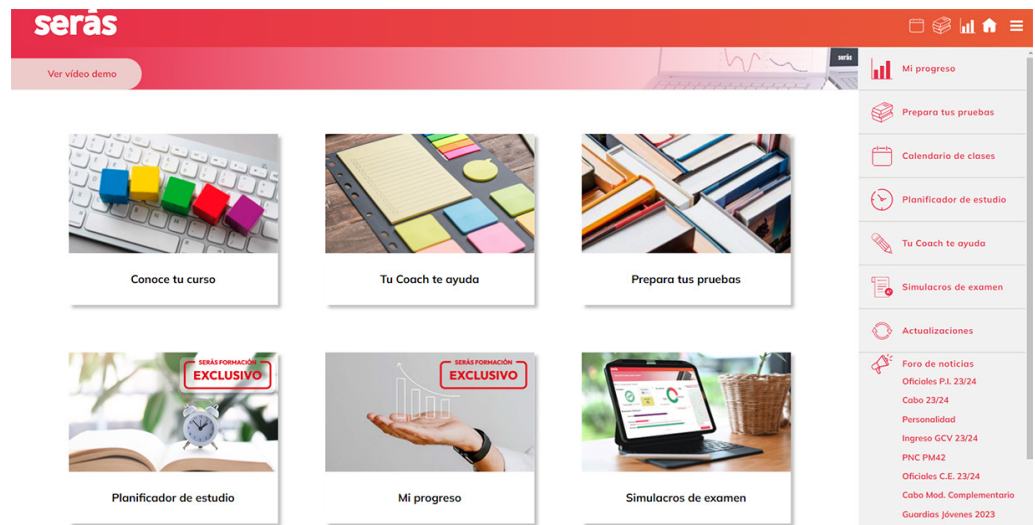 serás
Ver vídeo demo
serás
Conoce tu curso
Tu Coach te ayuda
Prepara tus pruebas
SERÁS FORMACIÓN
EXCLUSIVO
Planificador de estudio
SERÁS FORMACIÓN
EXCLUSIVO
Mi progreso
Simulacros de examen
Mi progreso
Prepara tus pruebas
Calendario de clases
Planificador de estudio
Tu Coach te ayuda
Simulacros de examen
Actualizaciones
Foro de noticias
Oficiales P.I. 23/24
Cabo 23/24
Personalidad
Ingreso GCV 23/24
PNC PM42
Oficiales C.E. 23/24
Cabo Mod. Complementario
Guardias Jóvenes 2023